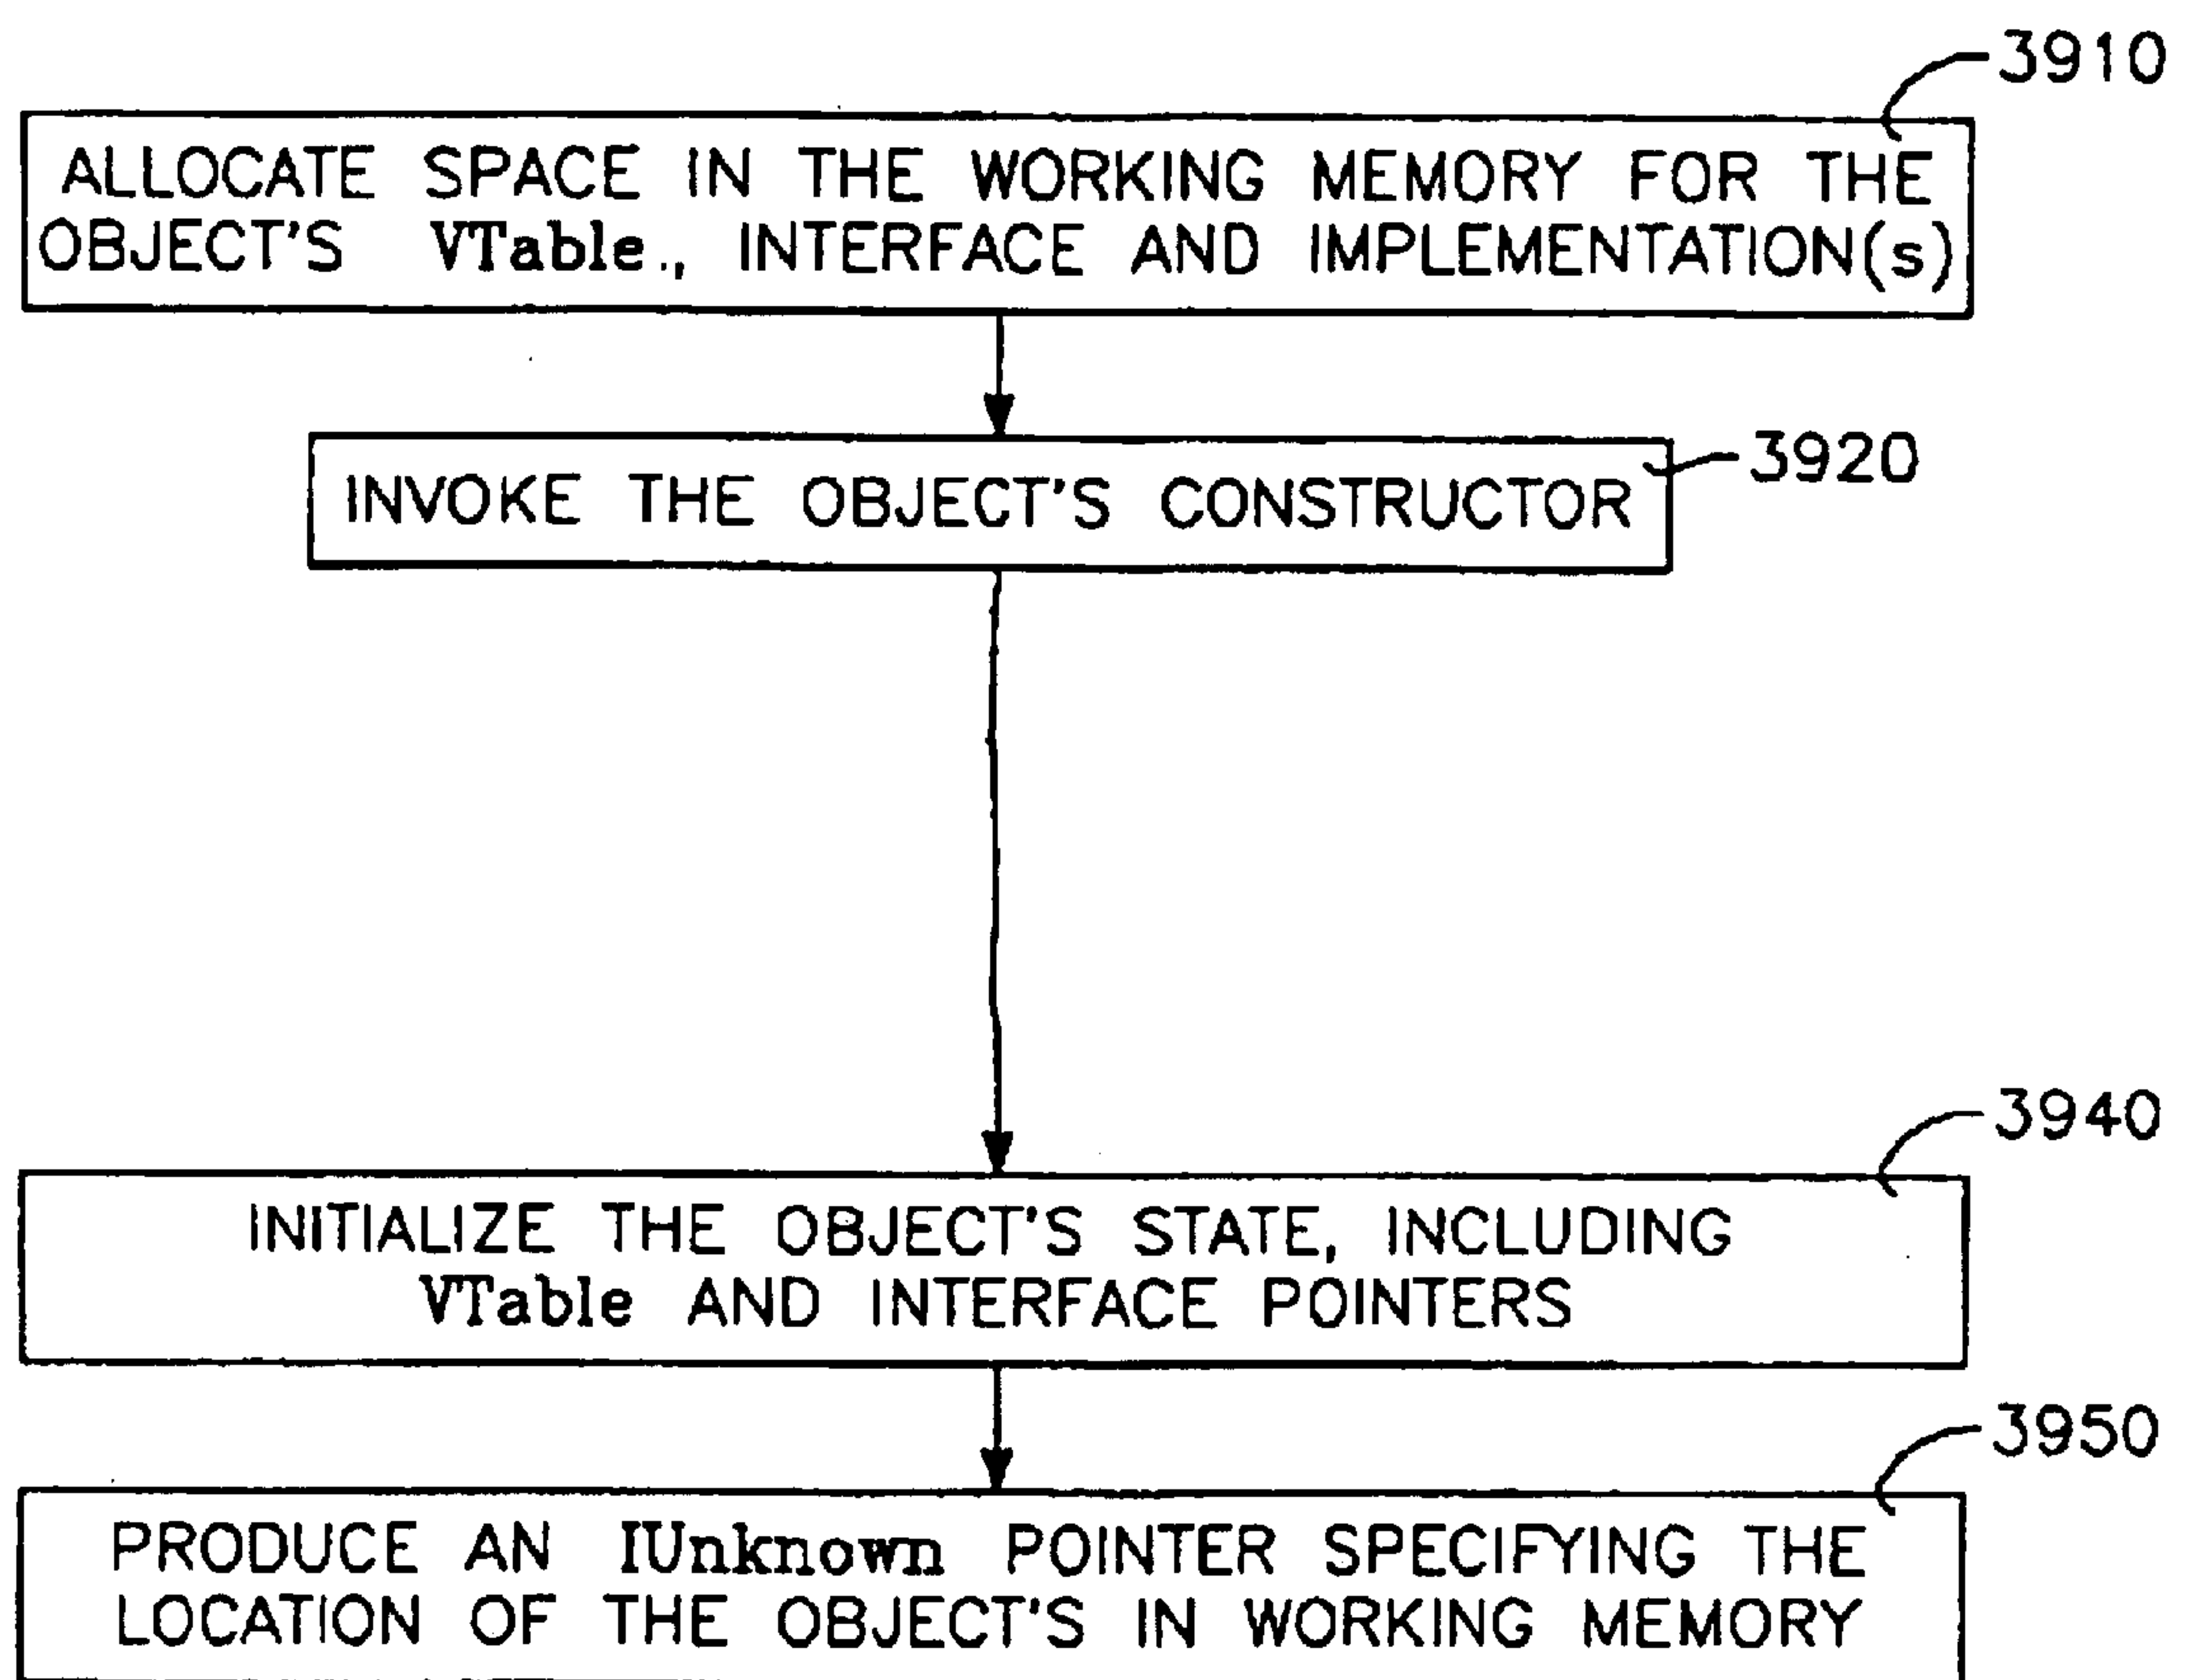 3910
ALLOCATE SPACE IN THE WORKING MEMORY FOR THE
OBJECT'S VTable., INTERFACE AND IMPLEMENTATION(s)
3920
INVOKE THE OBJECT'S CONSTRUCTOR
3940
INITIALIZE THE OBJECT'S STATE, INCLUDING
VTable AND INTERFACE POINTERS
3950
PRODUCE AN IUnknown POINTER SPECIFYING THE
LOCATION OF THE OBJECT'S IN WORKING MEMORY